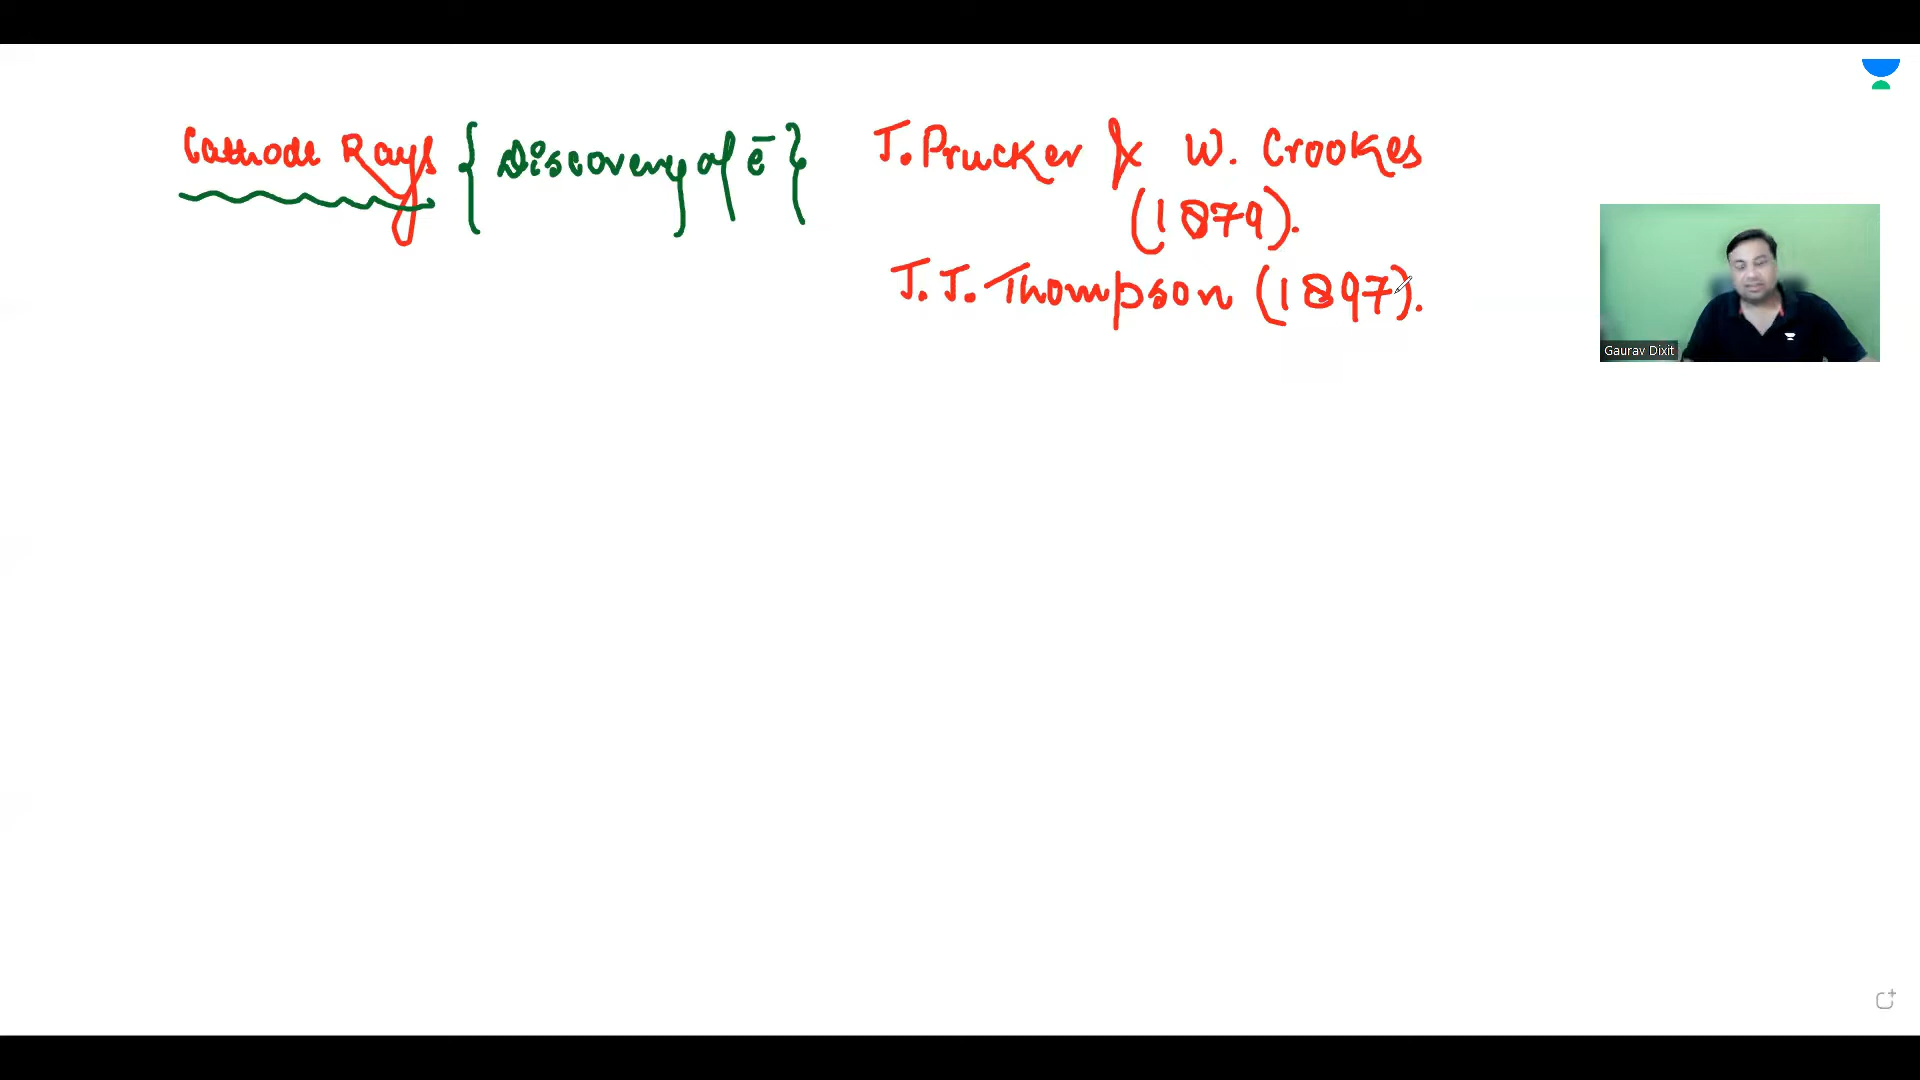 Cathode Rays { Discovery of e̅ } J. Prucker & W. Crookes
(1879).
J.J. Thompson (1897).
Gaurav Dixit